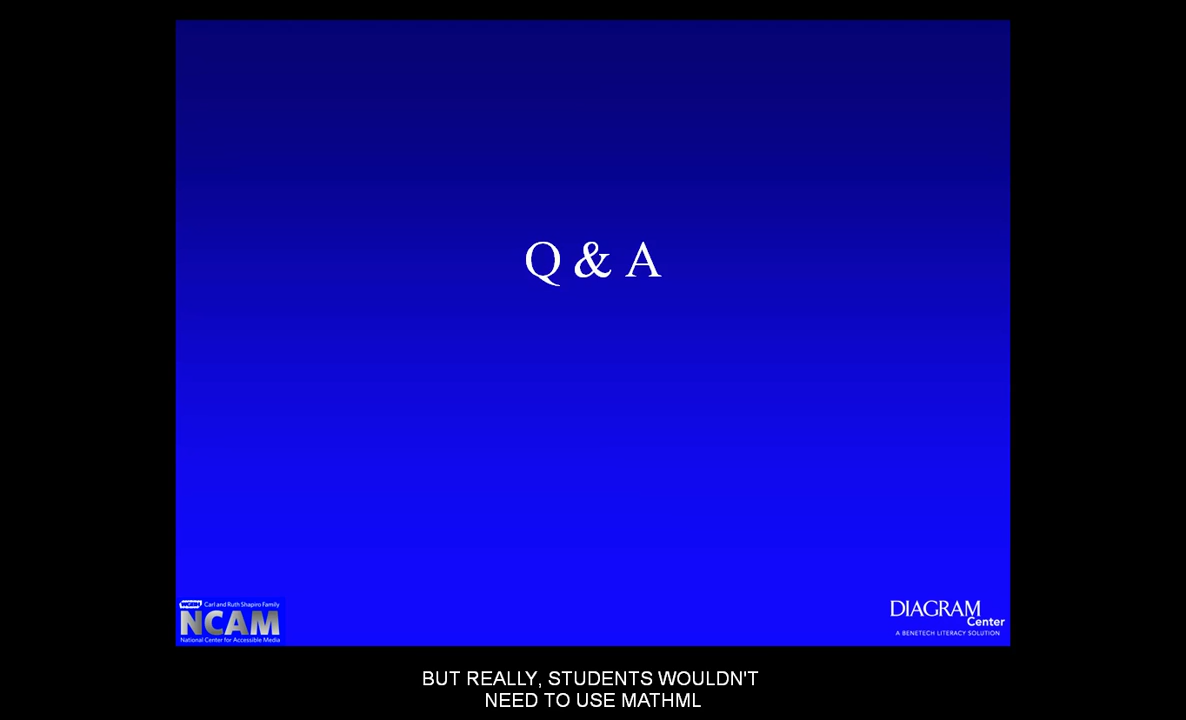 Q & A
WGBH Carl and Ruth Shapiro Family
NCAM
National Center for Accessible Media
DIAGRAM
Center
A BENETECH LITERACY SOLUTION
BUT REALLY, STUDENTS WOULDN'T
NEED TO USE MATHML